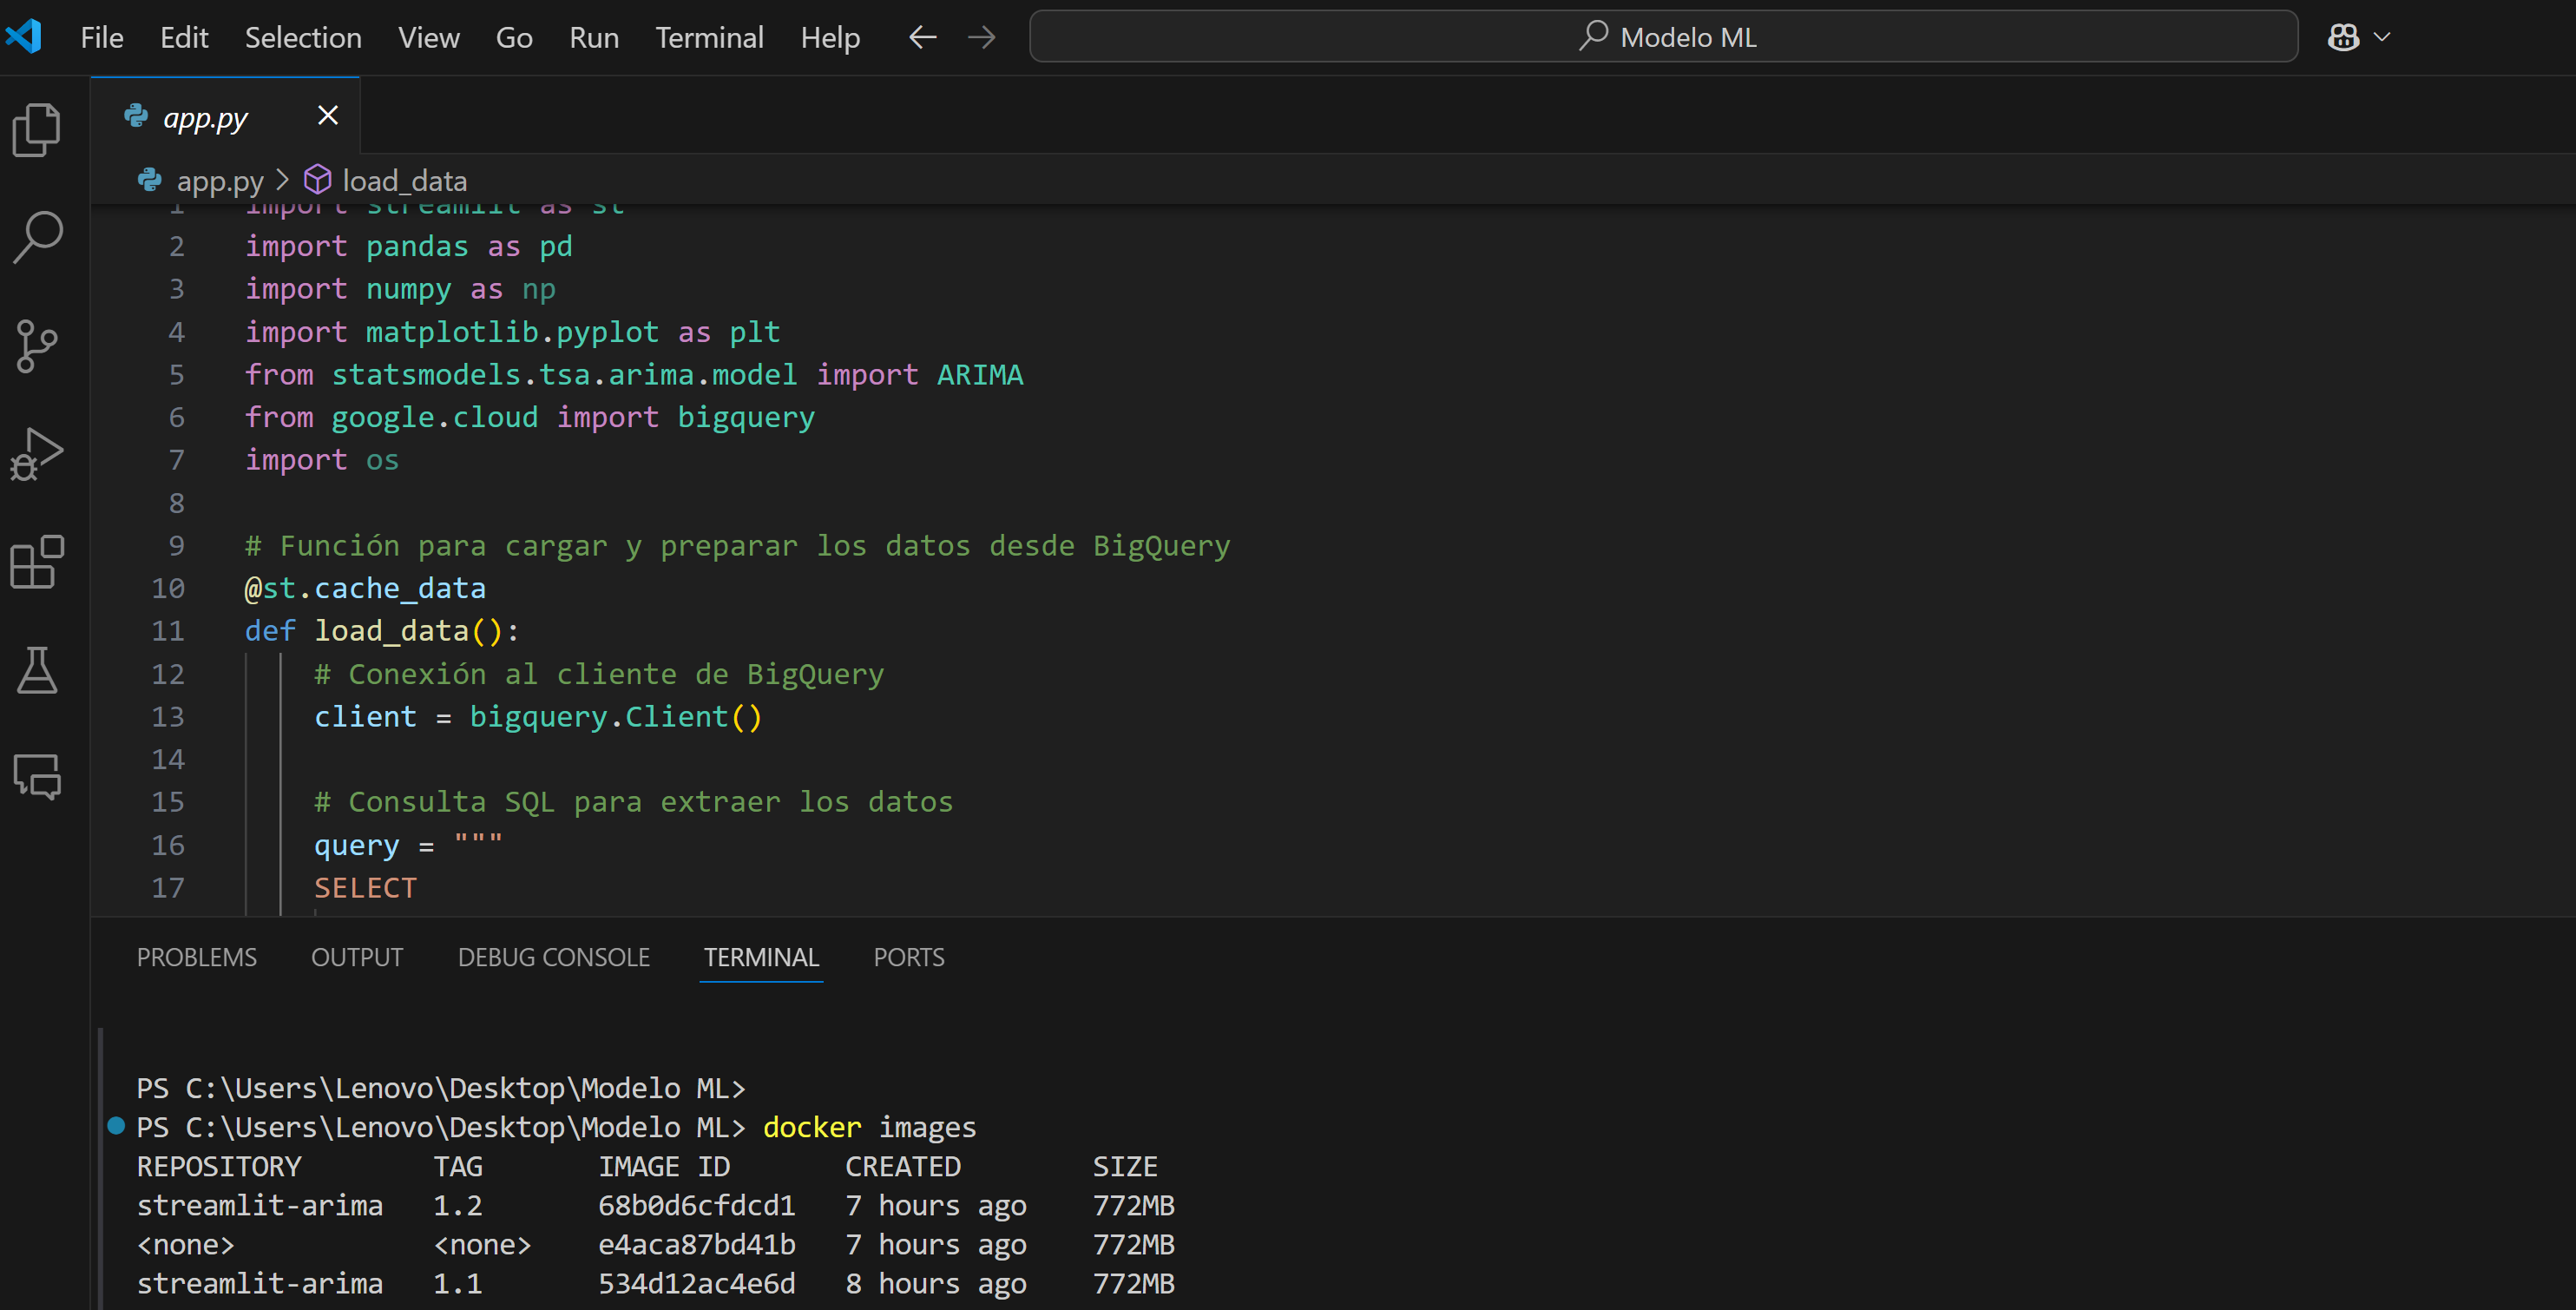 File Edit Selection View Go Run Terminal Help Modelo ML
app.py
app.py > load_data
1 import streamlit as st
2 import pandas as pd
3 import numpy as np
4 import matplotlib.pyplot as plt
5 from statsmodels.tsa.arima.model import ARIMA
6 from google.cloud import bigquery
7 import os
8
9 # Función para cargar y preparar los datos desde BigQuery
10 @st.cache_data
11 def load_data():
12 # Conexión al cliente de BigQuery
13 client = bigquery.Client()
14
15 # Consulta SQL para extraer los datos
16 query = """
17 SELECT
PROBLEMS OUTPUT DEBUG CONSOLE TERMINAL PORTS
PS C:\Users\Lenovo\Desktop\Modelo ML>
PS C:\Users\Lenovo\Desktop\Modelo ML> docker images
REPOSITORY TAG IMAGE ID CREATED SIZE
streamlit-arima 1.2 68b0d6cfdcd1 7 hours ago 772MB
<none> <none> e4aca87bd41b 7 hours ago 772MB
streamlit-arima 1.1 534d12ac4e6d 8 hours ago 772MB